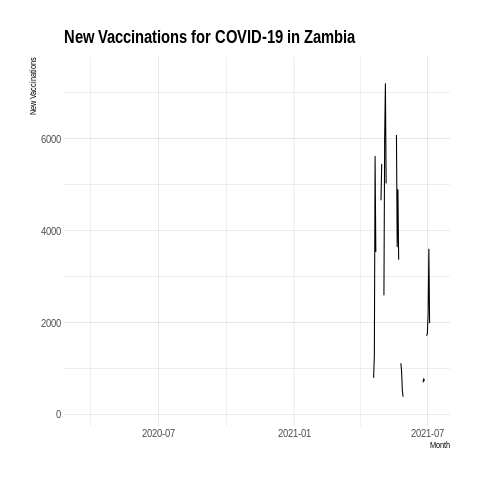 New Vaccinations for COVID-19 in Zambia
New Vaccinations
6000
4000
2000
0
2020-07
2021-01
2021-07
Month